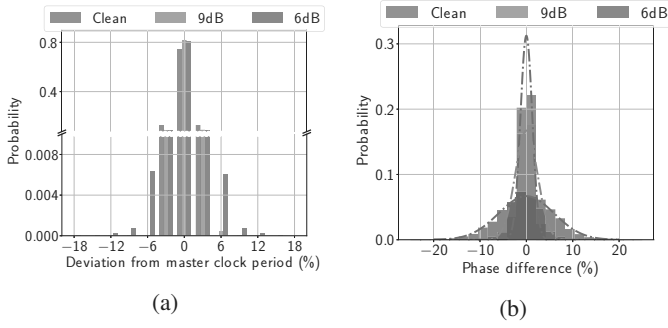 Clean 9dB 6dB
0.8
0.4
0.008
0.004
0.000
Probability
−18 −12 −6 0 6 12 18
Deviation from master clock period (%)
(a)
Clean 9dB 6dB
0.3
0.2
0.1
0.0
Probability
−20 −10 0 10 20
Phase difference (%)
(b)